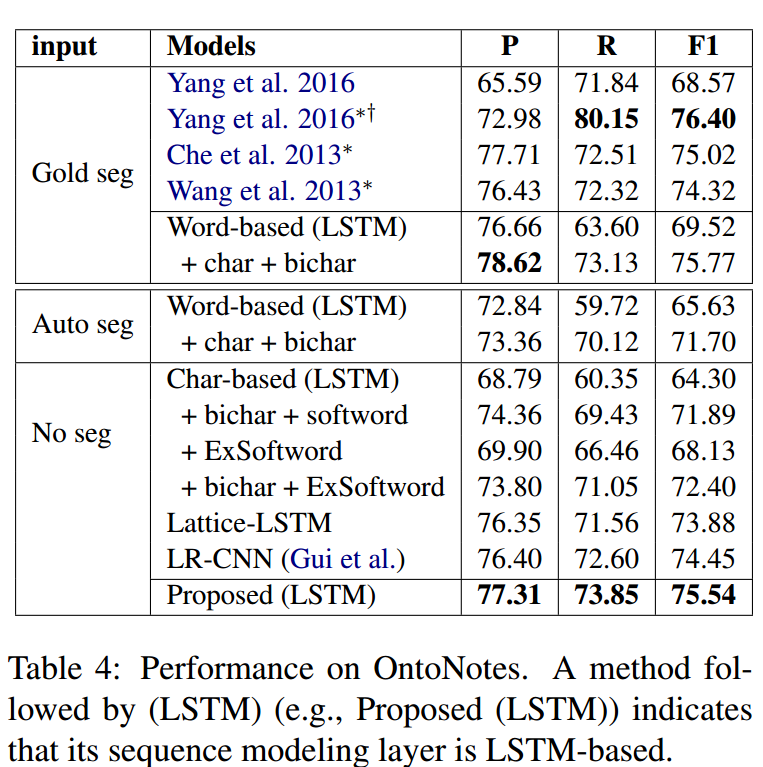 input Models P R F1
Yang et al. 2016 65.59 71.84 68.57
Yang et al. 2016*† 72.98 80.15 76.40
Che et al. 2013* 77.71 72.51 75.02
Gold seg
Wang et al. 2013* 76.43 72.32 74.32
Word-based (LSTM) 76.66 63.60 69.52
+ char + bichar 78.62 73.13 75.77
Word-based (LSTM) 72.84 59.72 65.63
Auto seg
+ char + bichar 73.36 70.12 71.70
Char-based (LSTM) 68.79 60.35 64.30
+ bichar + softword 74.36 69.43 71.89
No seg
+ ExSoftword 69.90 66.46 68.13
+ bichar + ExSoftword 73.80 71.05 72.40
Lattice-LSTM 76.35 71.56 73.88
LR-CNN (Gui et al.) 76.40 72.60 74.45
Proposed (LSTM) 77.31 73.85 75.54
Table 4: Performance on OntoNotes. A method fol-
lowed by (LSTM) (e.g., Proposed (LSTM)) indicates
that its sequence modeling layer is LSTM-based.